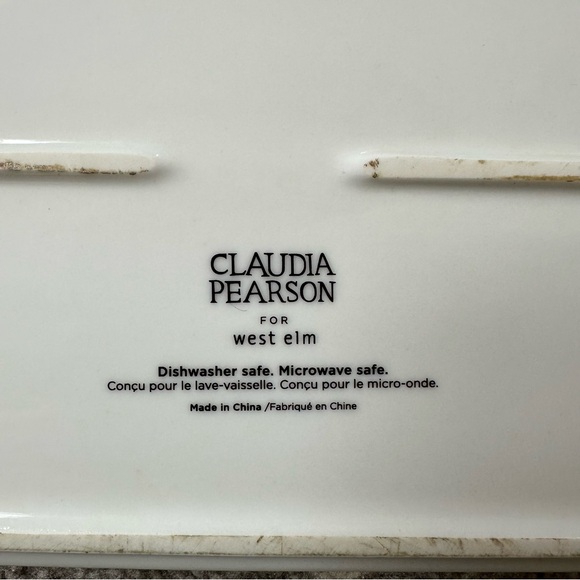 CLAUDIA
PEARSON
FOR
west elm
Dishwasher safe. Microwave safe.
Conçu pour le lave-vaisselle. Conçu pour le micro-onde.
Made in China /Fabriqué en Chine